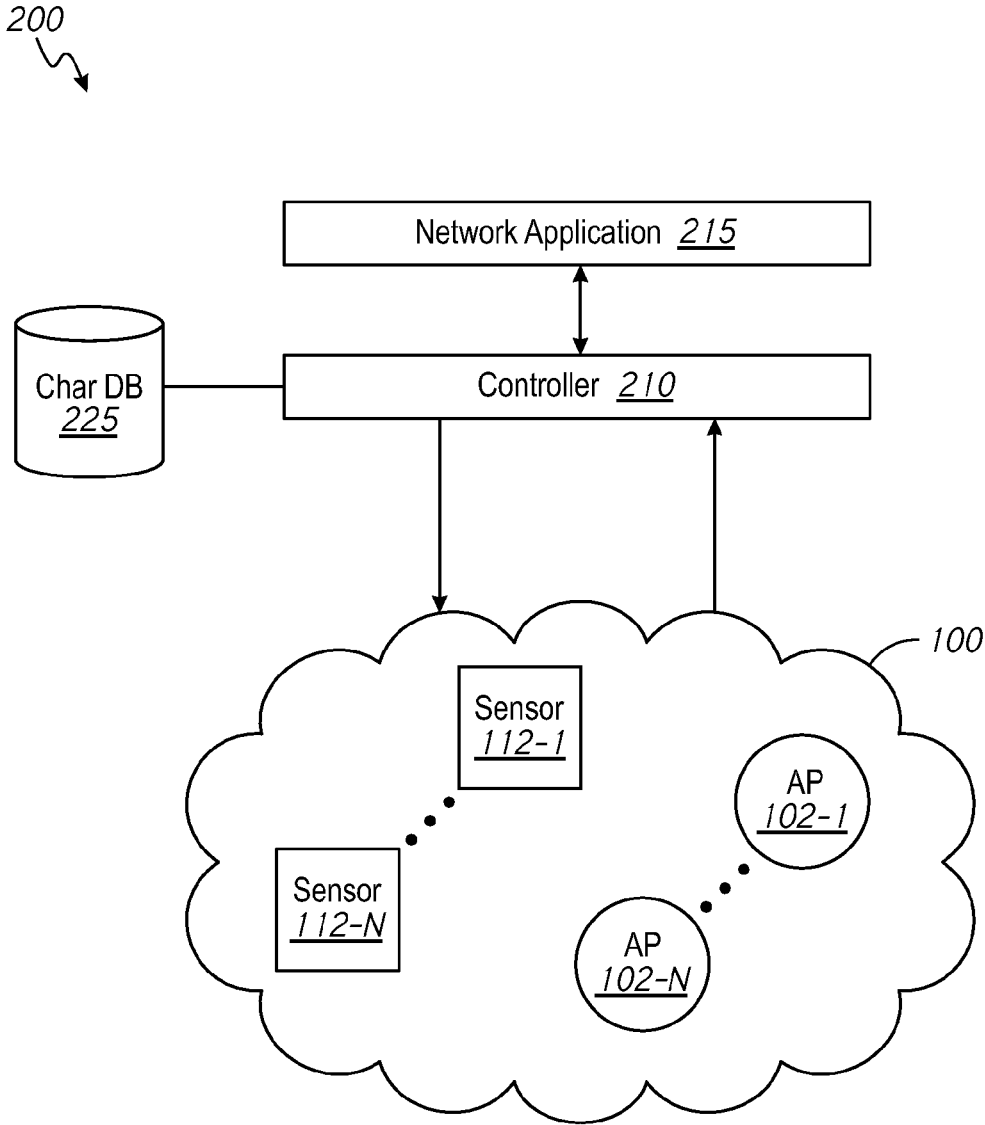 200
Network Application 215
Char DB
225
Controller 210
100
Sensor
112-1
AP
102-1
Sensor
112-N
AP
102-N